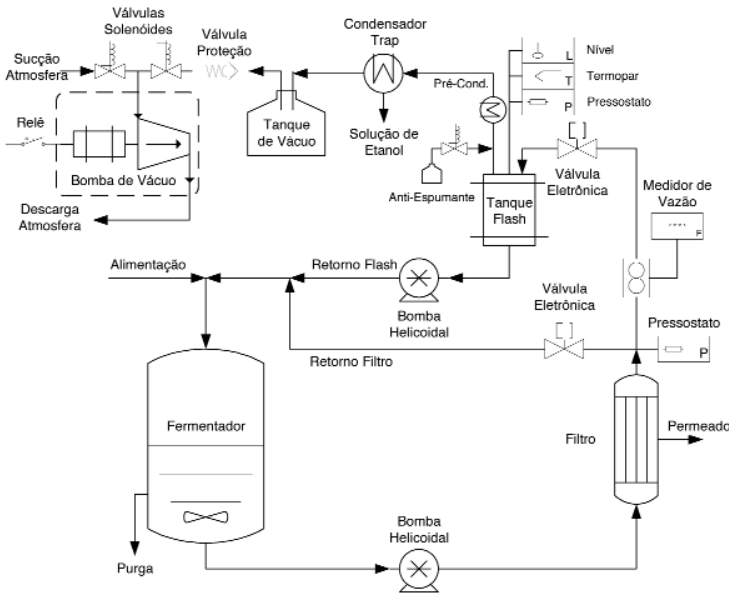 Válvulas
Solenóides
Sucção
Atmosfera
Válvula
Proteção
Condensador
Trap
Pré-Cond.
Nível
L
Termopar
T
Pressostato
P
Relê
Bomba de Vácuo
Tanque
de Vácuo
Solução de
Etanol
Anti-Espumante
Tanque
Flash
Válvula
Eletrônica
Medidor de
Vazão
F
Descarga
Atmosfera
Alimentação
Retorno Flash
Bomba
Helicoidal
Válvula
Eletrônica
Pressostato
P
Retorno Filtro
Fermentador
Filtro
Permeado
Purga
Bomba
Helicoidal